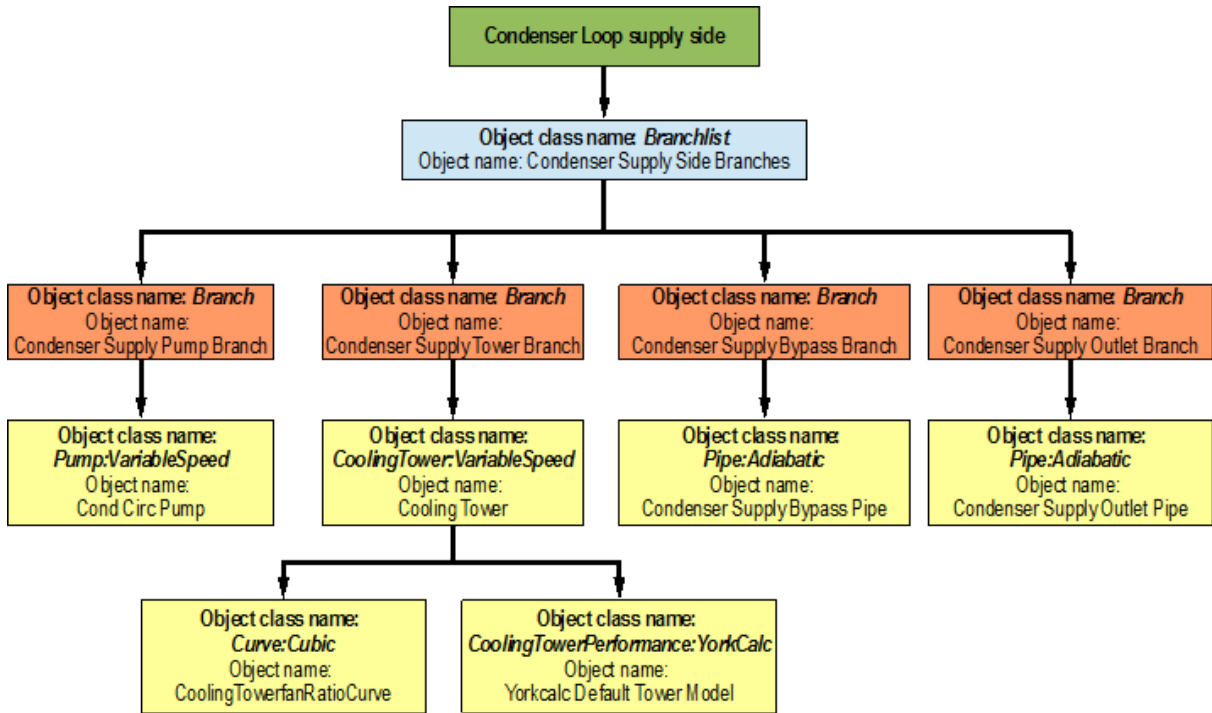 Condenser Loop supply side
Object class name: Branchlist
Object name: Condenser Supply Side Branches
Object class name: Branch
Object name:
Condenser Supply Pump Branch
Object class name: Branch
Object name:
Condenser Supply Tower Branch
Object class name: Branch
Object name:
Condenser Supply Bypass Branch
Object class name: Branch
Object name:
Condenser Supply Outlet Branch
Object class name:
Pump:VariableSpeed
Object name:
Cond Circ Pump
Object class name:
CoolingTower:VariableSpeed
Object name:
Cooling Tower
Object class name:
Pipe:Adiabatic
Object name:
Condenser Supply Bypass Pipe
Object class name:
Pipe:Adiabatic
Object name:
Condenser Supply Outlet Pipe
Object class name:
Curve:Cubic
Object name:
CoolingTowerfanRatioCurve
Object class name:
CoolingTowerPerformance:YorkCalc
Object name:
Yorkcalc Default Tower Model